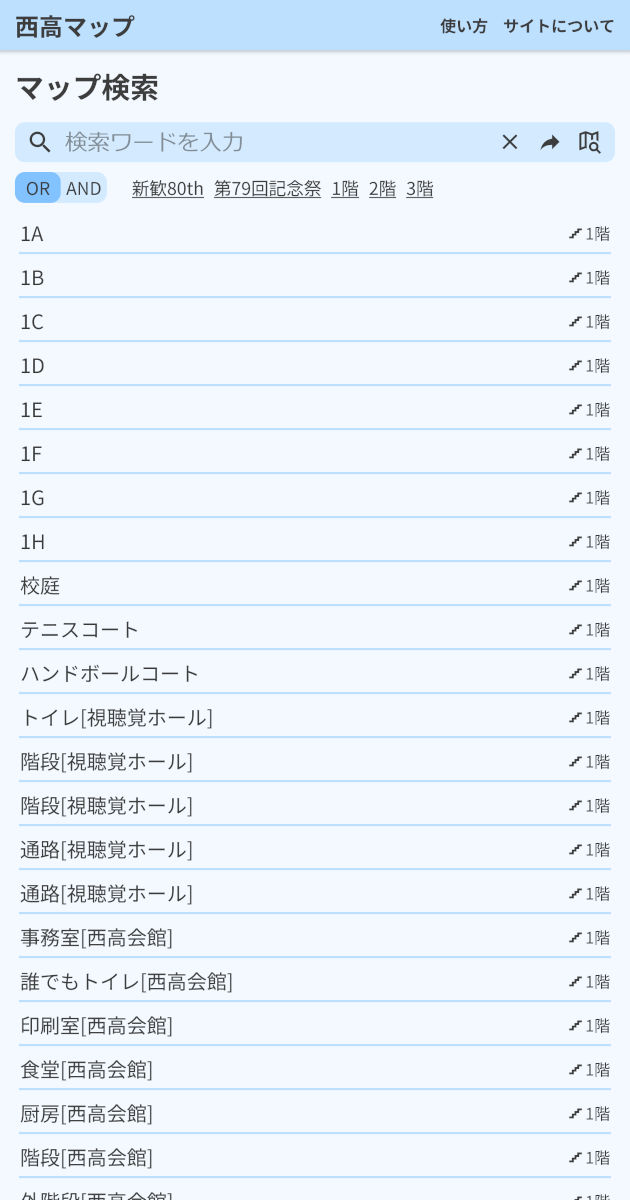 西高マップ 使い方 サイトについて
マップ検索
検索ワードを入力
OR AND 新歓80th 第79回記念祭 1階 2階 3階
1A 1階
1B 1階
1C 1階
1D 1階
1E 1階
1F 1階
1G 1階
1H 1階
校庭 1階
テニスコート 1階
ハンドボールコート 1階
トイレ[視聴覚ホール] 1階
階段[視聴覚ホール] 1階
階段[視聴覚ホール] 1階
通路[視聴覚ホール] 1階
通路[視聴覚ホール] 1階
事務室[西高会館] 1階
誰でもトイレ[西高会館] 1階
印刷室[西高会館] 1階
食堂[西高会館] 1階
厨房[西高会館] 1階
階段[西高会館] 1階
外階段[西高会館] 1階